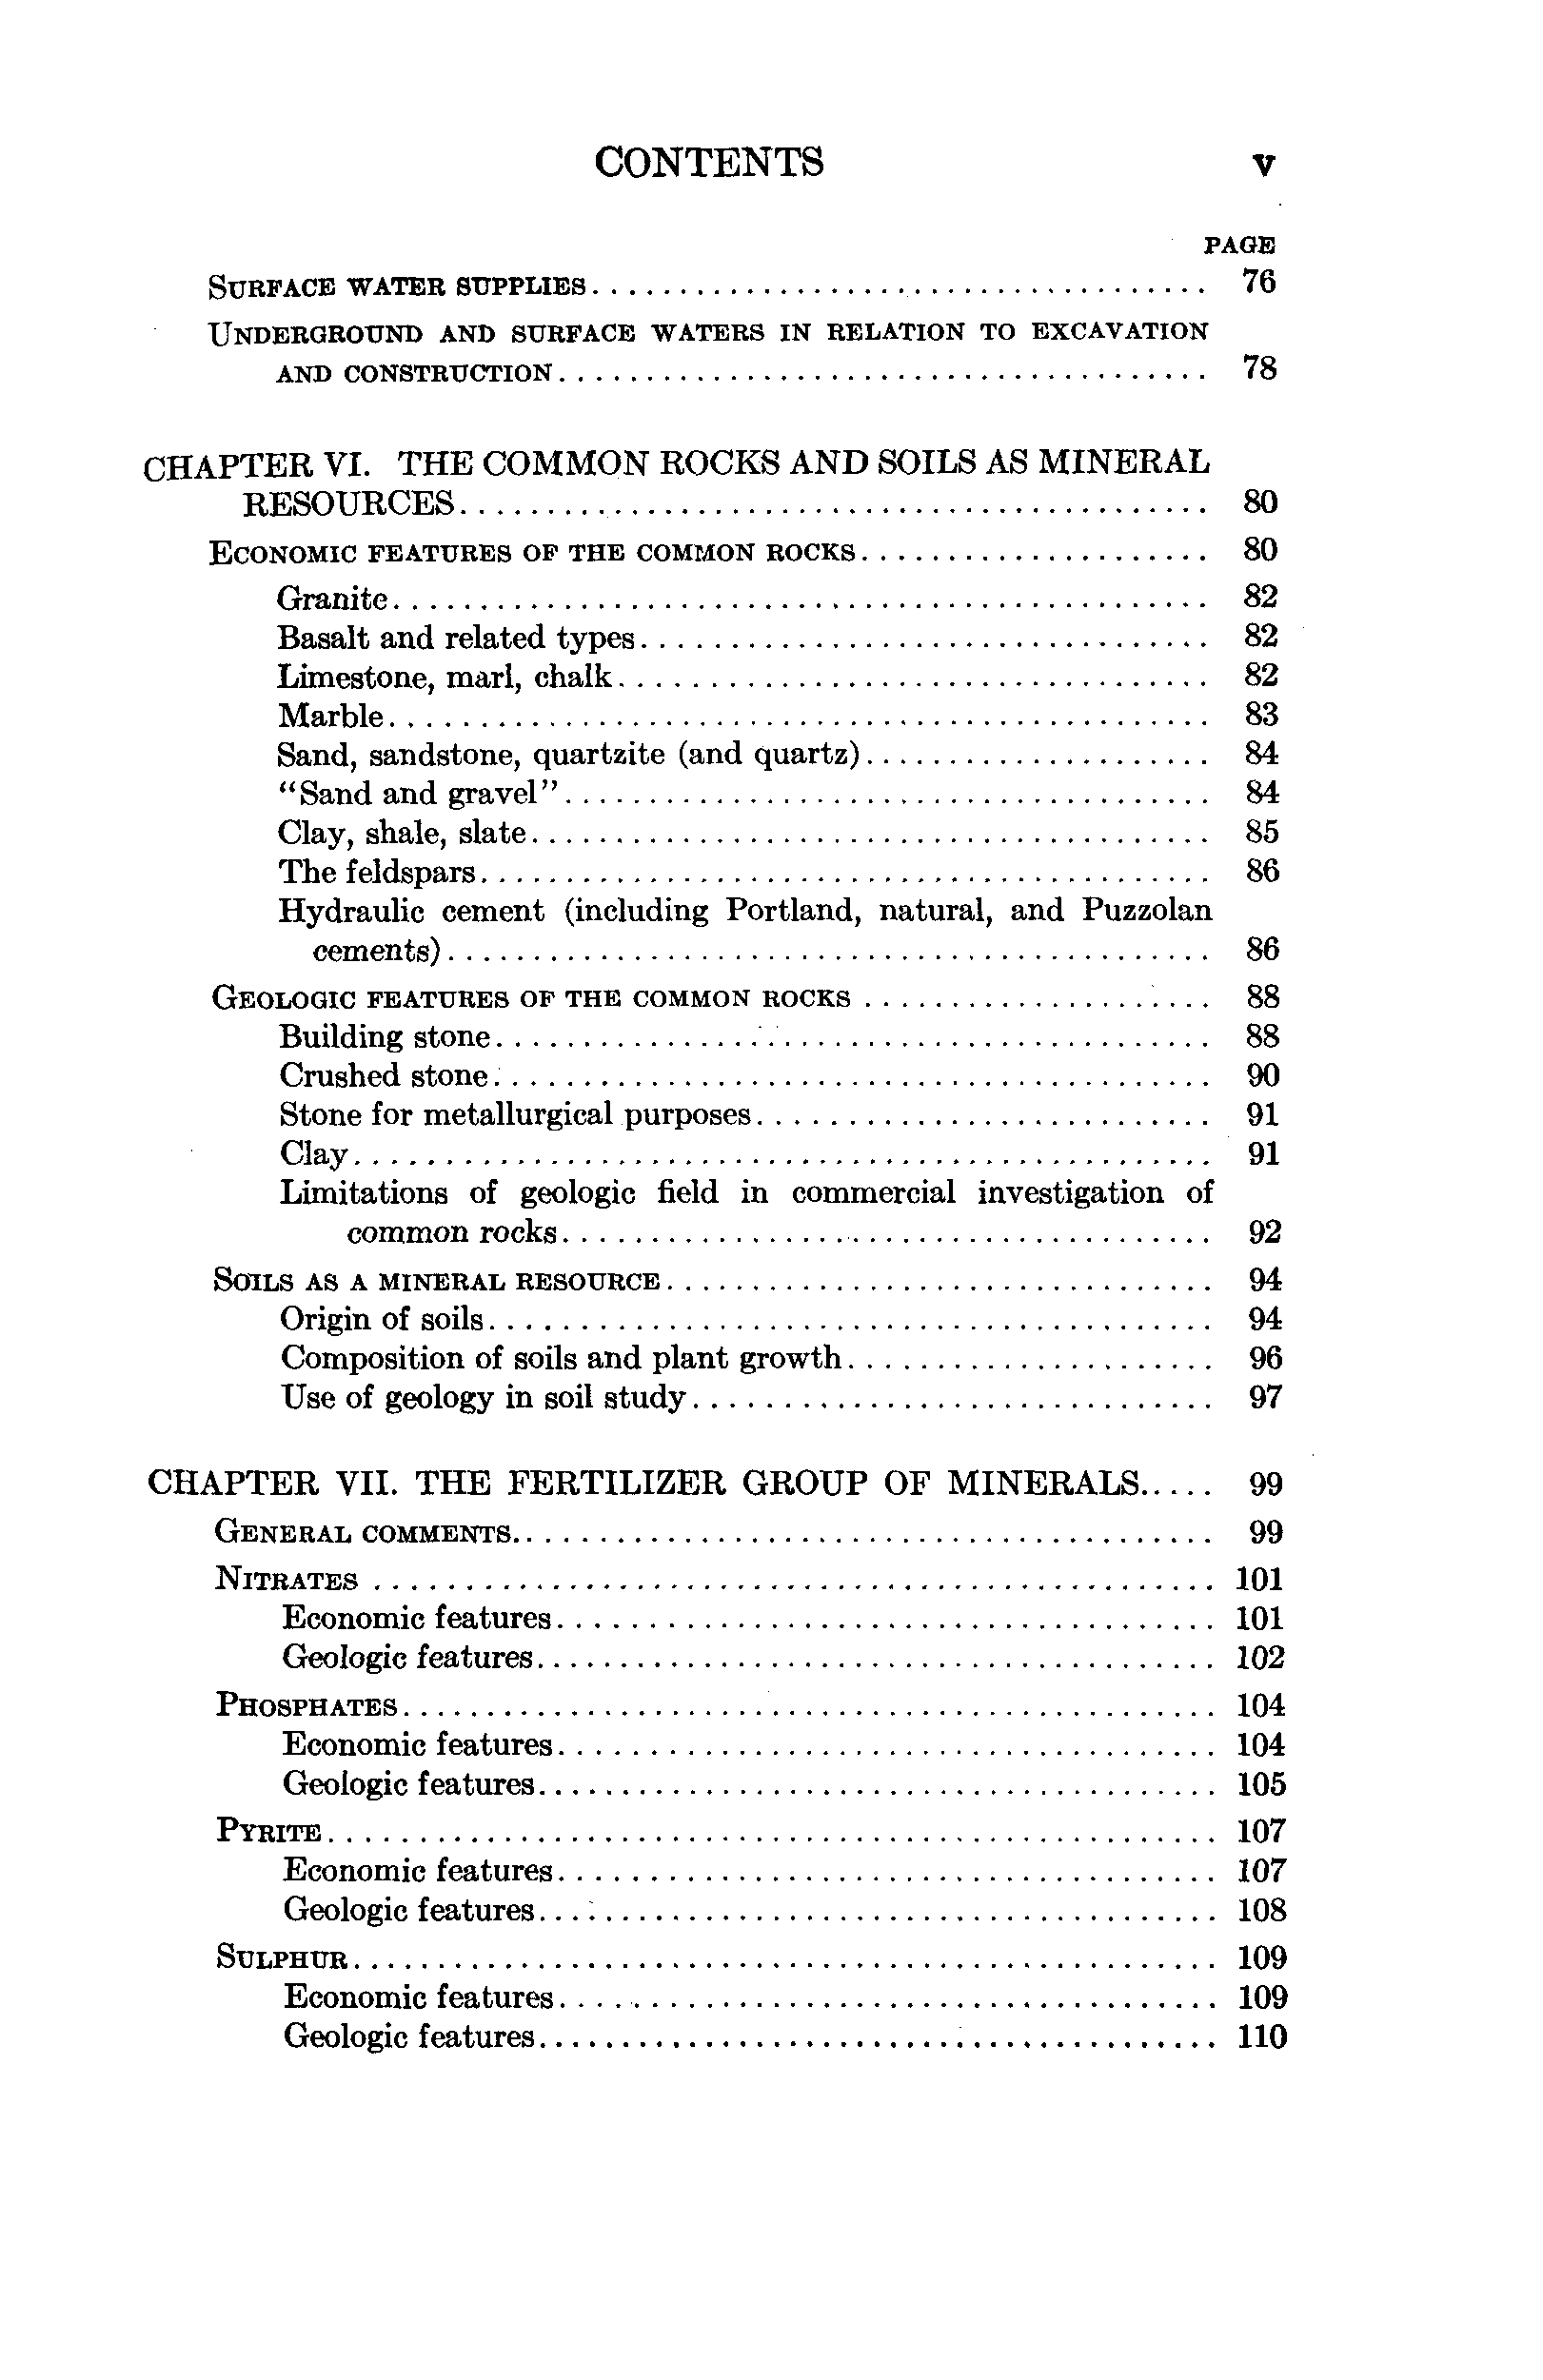 CONTENTS v
PAGE
SURFACE WATER SUPPLIES 76
UNDERGROUND AND SURFACE WATERS IN RELATION TO EXCAVATION
AND CONSTRUCTION 78
CHAPTER VI. THE COMMON ROCKS AND SOILS AS MINERAL
RESOURCES 80
ECONOMIC FEATURES OF THE COMMON ROCKS 80
Granite 82
Basalt and related types 82
Limestone, marl, chalk 82
Marble 83
Sand, sandstone, quartzite (and quartz) 84
“Sand and gravel” 84
Clay, shale, slate 85
The feldspars 86
Hydraulic cement (including Portland, natural, and Puzzolan
cements) 86
GEOLOGIC FEATURES OF THE COMMON ROCKS 88
Building stone 88
Crushed stone 90
Stone for metallurgical purposes 91
Clay 91
Limitations of geologic field in commercial investigation of
common rocks 92
SOILS AS A MINERAL RESOURCE 94
Origin of soils 94
Composition of soils and plant growth 96
Use of geology in soil study 97
CHAPTER VII. THE FERTILIZER GROUP OF MINERALS 99
GENERAL COMMENTS 99
NITRATES 101
Economic features 101
Geologic features 102
PHOSPHATES 104
Economic features 104
Geologic features 105
PYRITE 107
Economic features 107
Geologic features 108
SULPHUR 109
Economic features 109
Geologic features 110